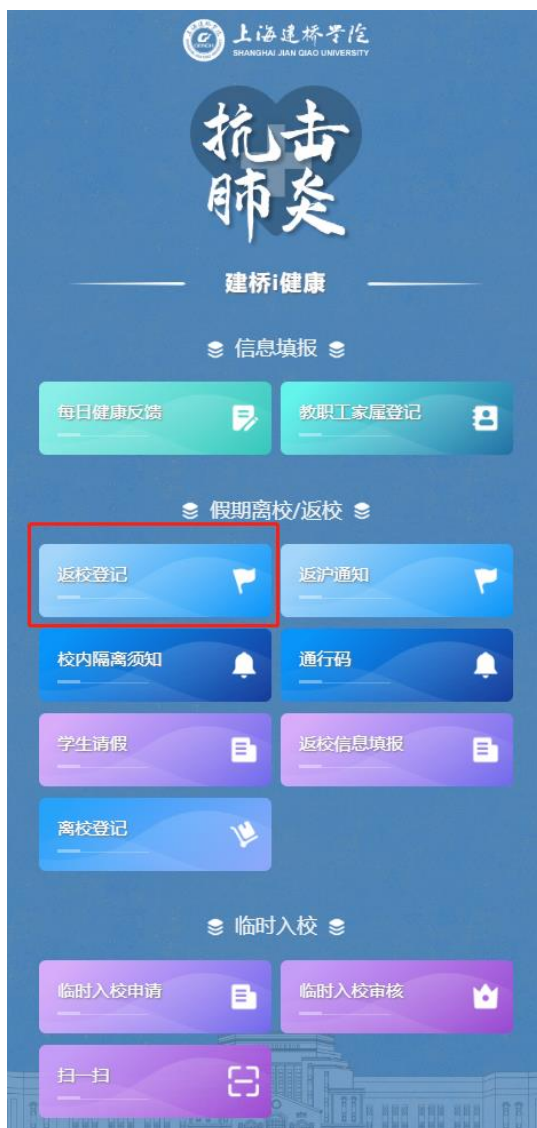 上海建桥学院
SHANGHAI JIAN QIAO UNIVERSITY
抗击
肺炎
建桥i健康
信息填报
每日健康反馈
教职工家属登记
假期离校/返校
返校登记
返沪通知
校内隔离须知
通行码
学生请假
返校信息填报
离校登记
临时入校
临时入校申请
临时入校审核
扫一扫